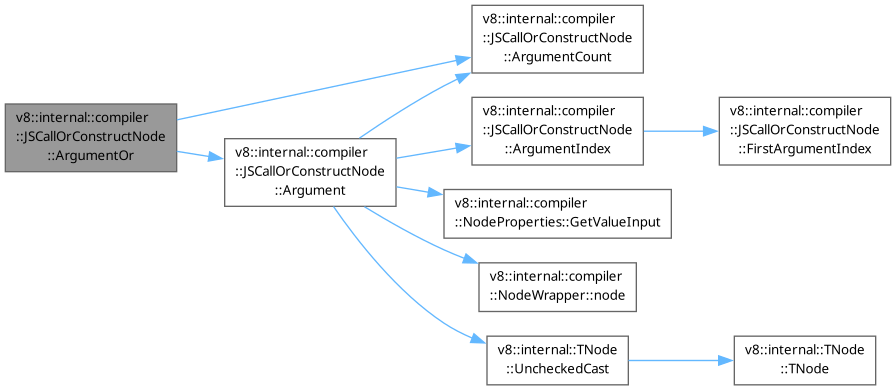 v8::internal::compiler
::JSCallOrConstructNode
::ArgumentOr
v8::internal::compiler
::JSCallOrConstructNode
::Argument
v8::internal::compiler
::JSCallOrConstructNode
::ArgumentCount
v8::internal::compiler
::JSCallOrConstructNode
::ArgumentIndex
v8::internal::compiler
::JSCallOrConstructNode
::FirstArgumentIndex
v8::internal::compiler
::NodeProperties::GetValueInput
v8::internal::compiler
::NodeWrapper::node
v8::internal::TNode
::UncheckedCast
v8::internal::TNode
::TNode